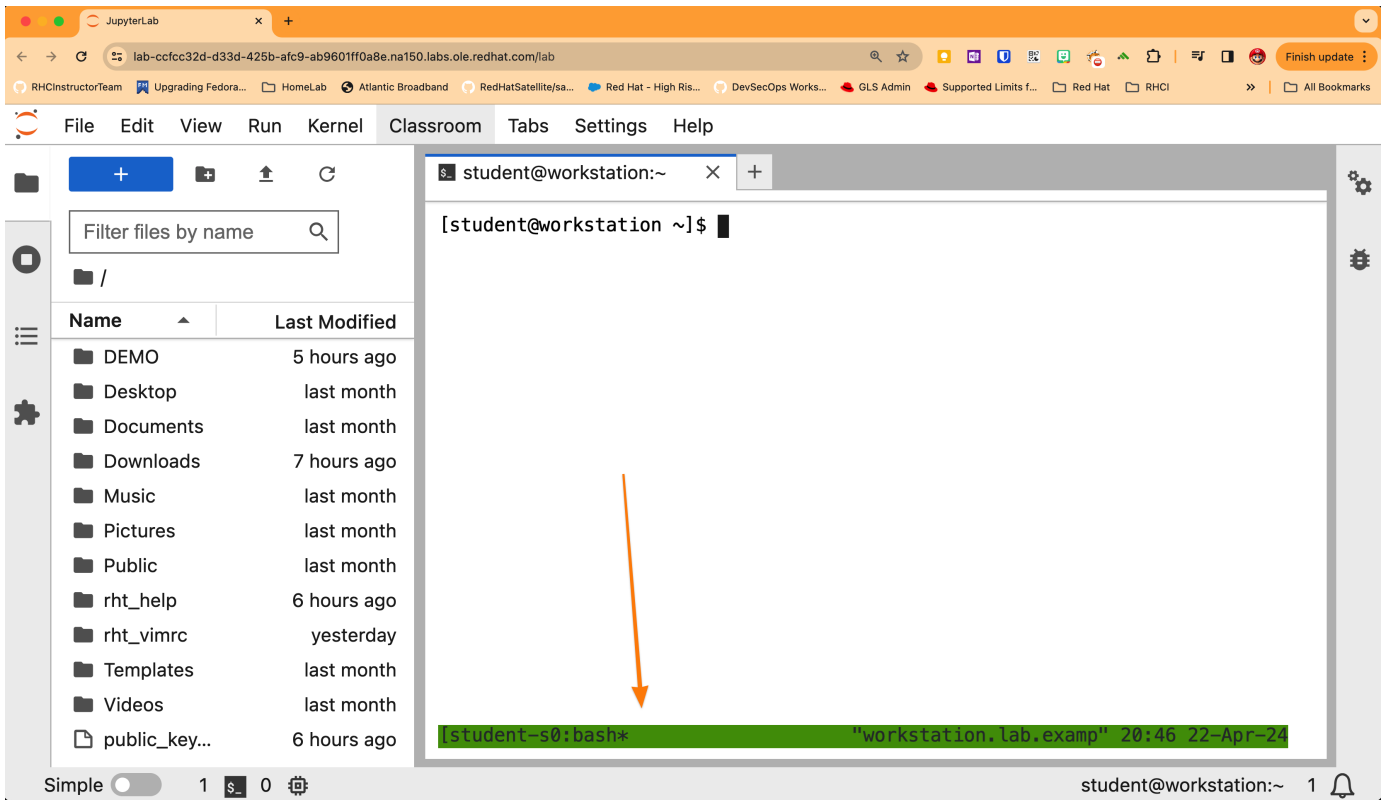 JupyterLab
lab-ccfcc32d-d33d-425b-afc9-ab9601ff0a8e.na150.labs.ole.redhat.com/lab
Finish update
RHCInstructorTeam Upgrading Fedora... HomeLab Atlantic Broadband RedHatSatellite/sa... Red Hat - High Ris... DevSecOps Works... GLS Admin Supported Limits f... Red Hat RHCI » All Bookmarks
File Edit View Run Kernel Classroom Tabs Settings Help
student@workstation:~
Filter files by name
/
[student@workstation ~]$
Name Last Modified
DEMO 5 hours ago
Desktop last month
Documents last month
Downloads 7 hours ago
Music last month
Pictures last month
Public last month
rht_help 6 hours ago
rht_vimrc yesterday
Templates last month
Videos last month
public_key... 6 hours ago
[student-s0:bash* "workstation.lab.examp" 20:46 22-Apr-24
Simple 1 $_ 0 student@workstation:~ 1